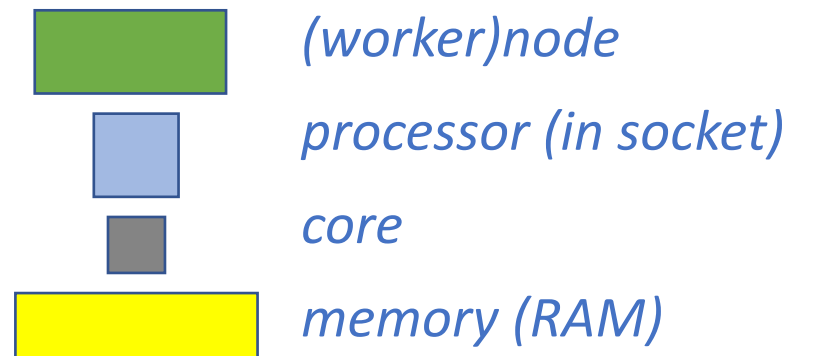 (worker)node
processor (in socket)
core
memory (RAM)